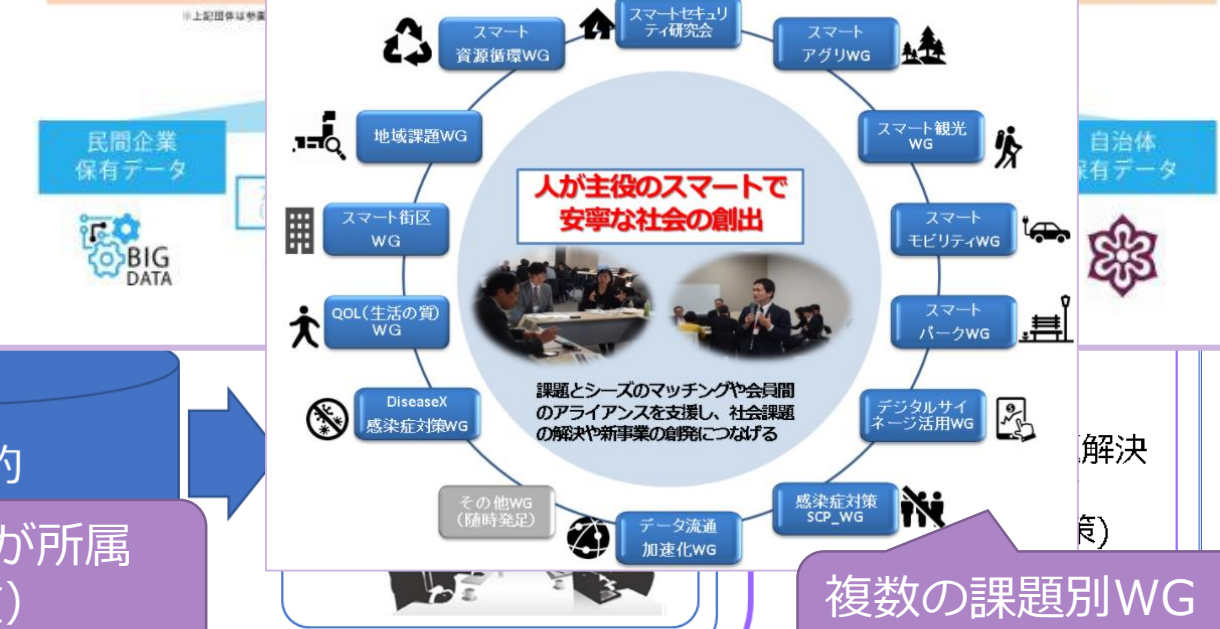 ※上記団体は参画
民間企業
保有データ
BIG
DATA
自治体
保有データ
スマートセキュリ
ティ研究会
スマート
アグリWG
スマート観光
WG
スマート
モビリティWG
スマート
パークWG
デジタルサイ
ネージ活用WG
感染症対策
SCP_WG
データ流通
加速化WG
その他WG
(随時発足)
DiseaseX
感染症対策WG
QOL(生活の質)
WG
スマート街区
WG
地域課題WG
スマート
資源循環WG
人が主役のスマートで
安寧な社会の創出
課題とシーズのマッチングや会員間
のアライアンスを支援し、社会課題
の解決や新事業の創発につなげる
的
が所属
解決
策)
複数の課題別WG